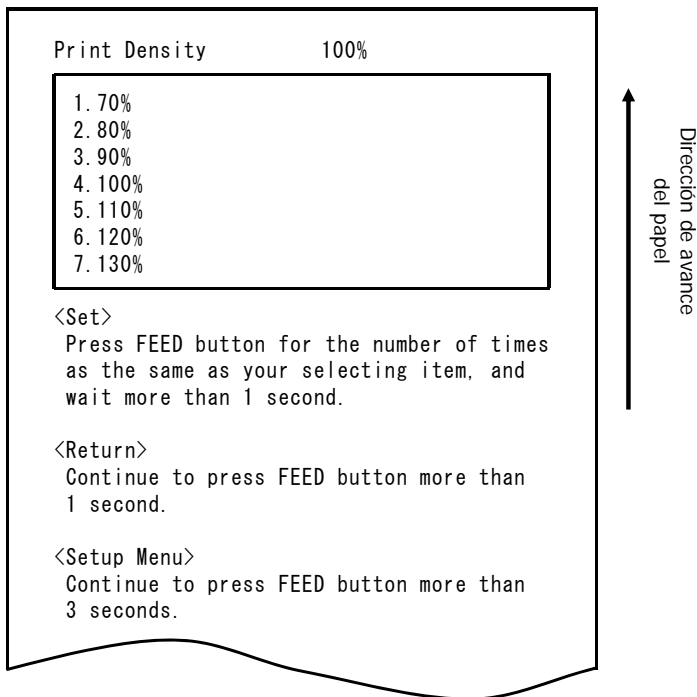 Print Density 100%
1. 70%
2. 80%
3. 90%
4. 100%
5. 110%
6. 120%
7. 130%
<Set>
Press FEED button for the number of times
as the same as your selecting item, and
wait more than 1 second.
<Return>
Continue to press FEED button more than
1 second.
<Setup Menu>
Continue to press FEED button more than
3 seconds.
Dirección de avance
del papel